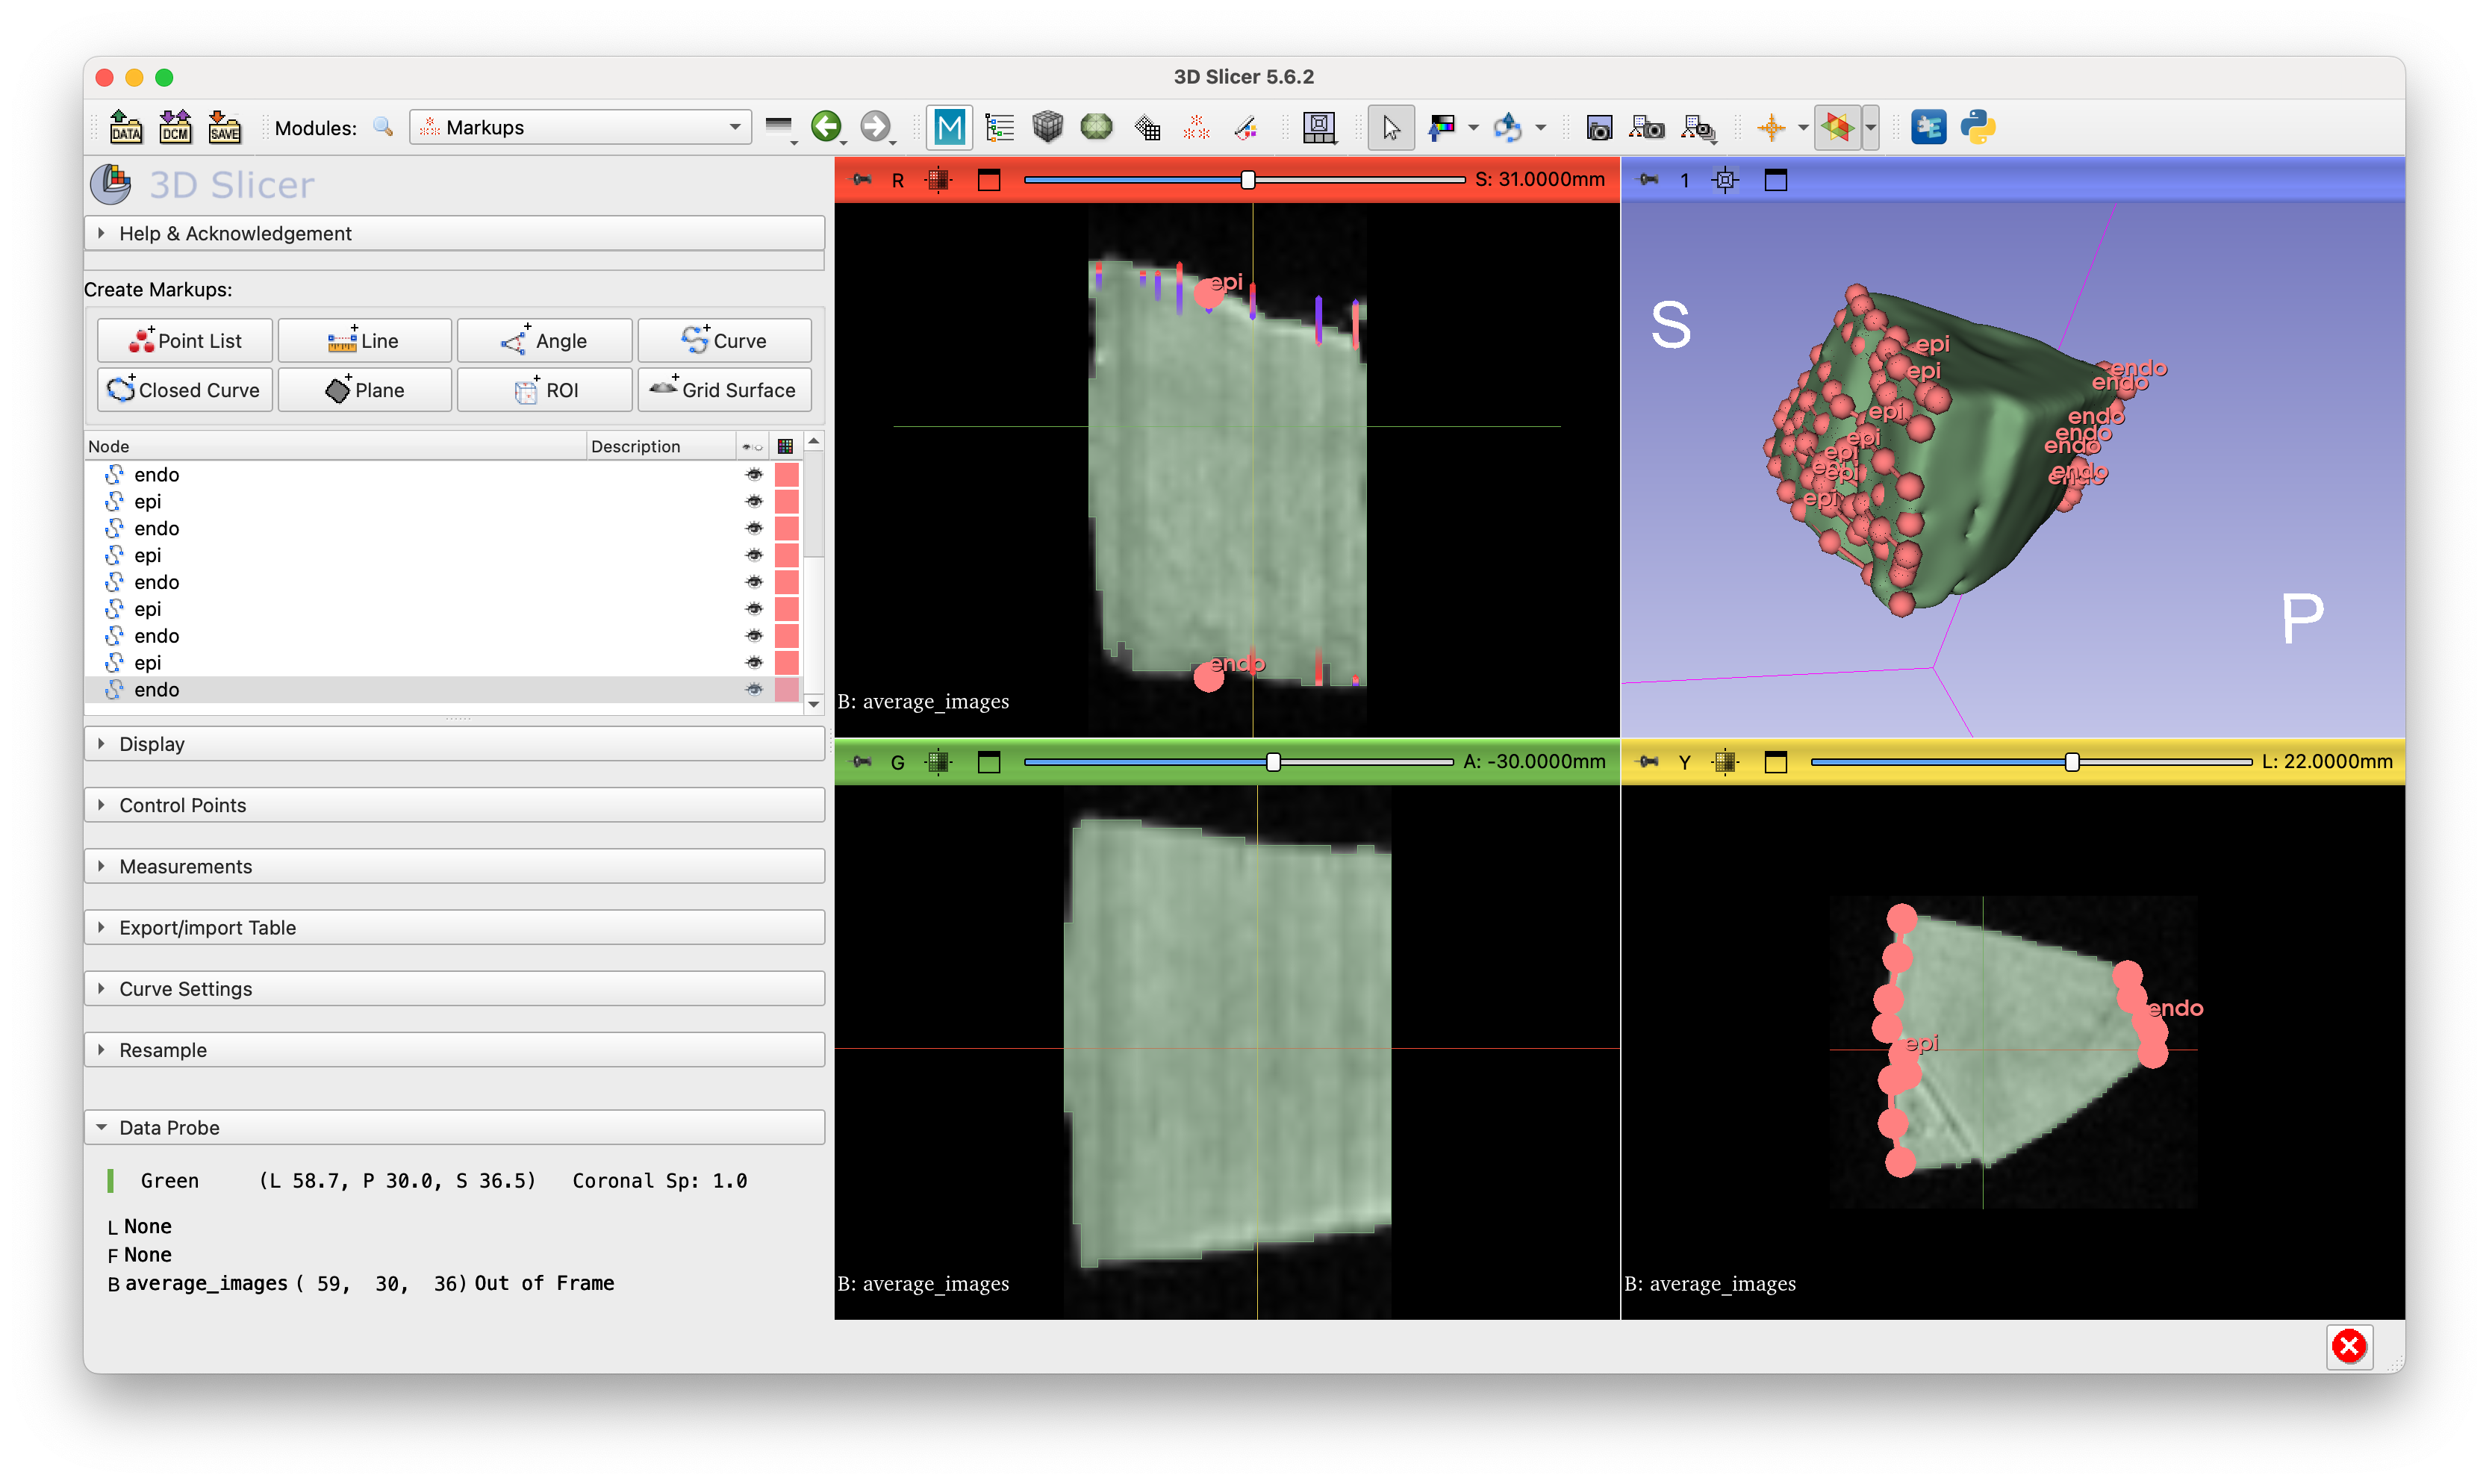 3D Slicer 5.6.2
DATA DCM SAVE Modules: Markups
3D Slicer
Help & Acknowledgement
Create Markups:
Point List Line Angle Curve
Closed Curve Plane ROI Grid Surface
Node Description
endo
epi
endo
epi
endo
epi
endo
epi
endo
Display
Control Points
Measurements
Export/import Table
Curve Settings
Resample
Data Probe
Green (L 58.7, P 30.0, S 36.5) Coronal Sp: 1.0
L None
F None
B average_images ( 59, 30, 36) Out of Frame
R S: 31.0000mm
epi
endo
B: average_images
1
S
epi
epi
epi
epi
epi
epi
epi
epi
endo
endo
endo
endo
endo
endo
endo
P
G A: -30.0000mm
B: average_images
Y L: 22.0000mm
endo
epi
B: average_images